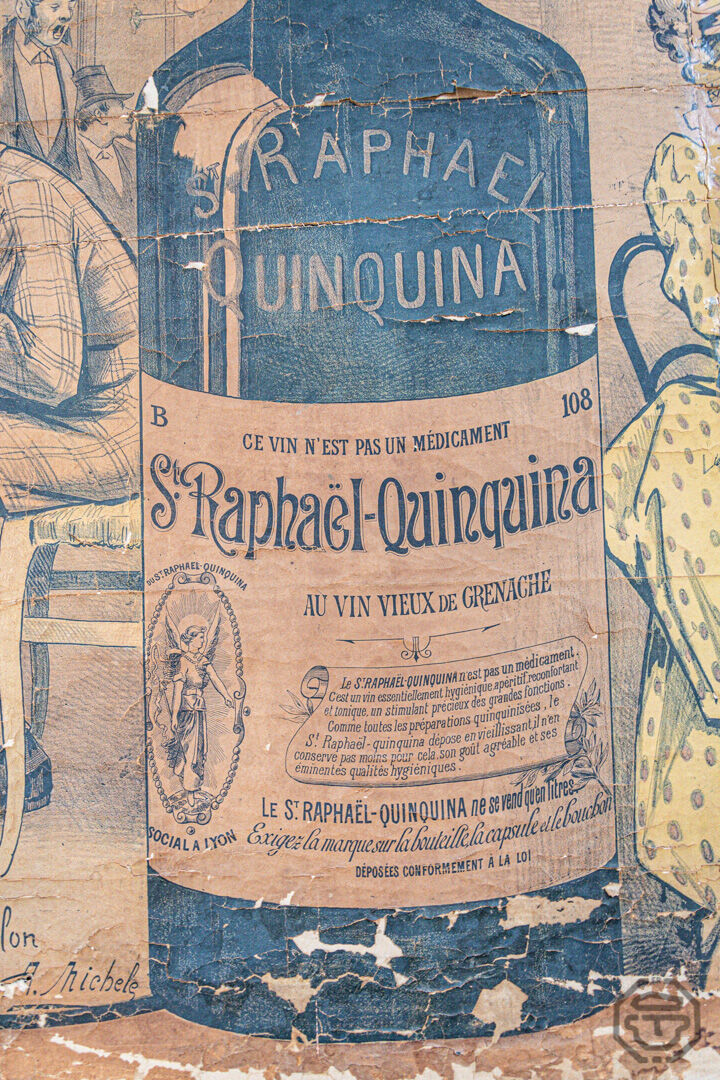 ST RAPHAEL
QUINQUINA
B
108
CE VIN N'EST PAS UN MÉDICAMENT
St. Raphaël-Quinquina
AU VIN VIEUX DE GRENACHE
DU ST RAPHAEL-QUINQUINA
SOCIAL A LYON
Le St RAPHAËL-QUINQUINA n'est pas un médicament.
C'est un vin essentiellement hygiénique, apéritif, reconfortant
et tonique, un stimulant précieux des grandes fonctions.
Comme toutes les préparations quinquinisées, le
St. Raphaël-quinquina dépose en vieillissant, il n'en
conserve pas moins pour cela, son goût agréable et ses
éminentes qualités hygiéniques.
LE ST RAPHAËL-QUINQUINA ne se vend qu'en litres
Exigez la marque sur la bouteille, la capsule et le bouchon
DÉPOSÉES CONFORMEMENT À LA LOI
lon
A. Michele